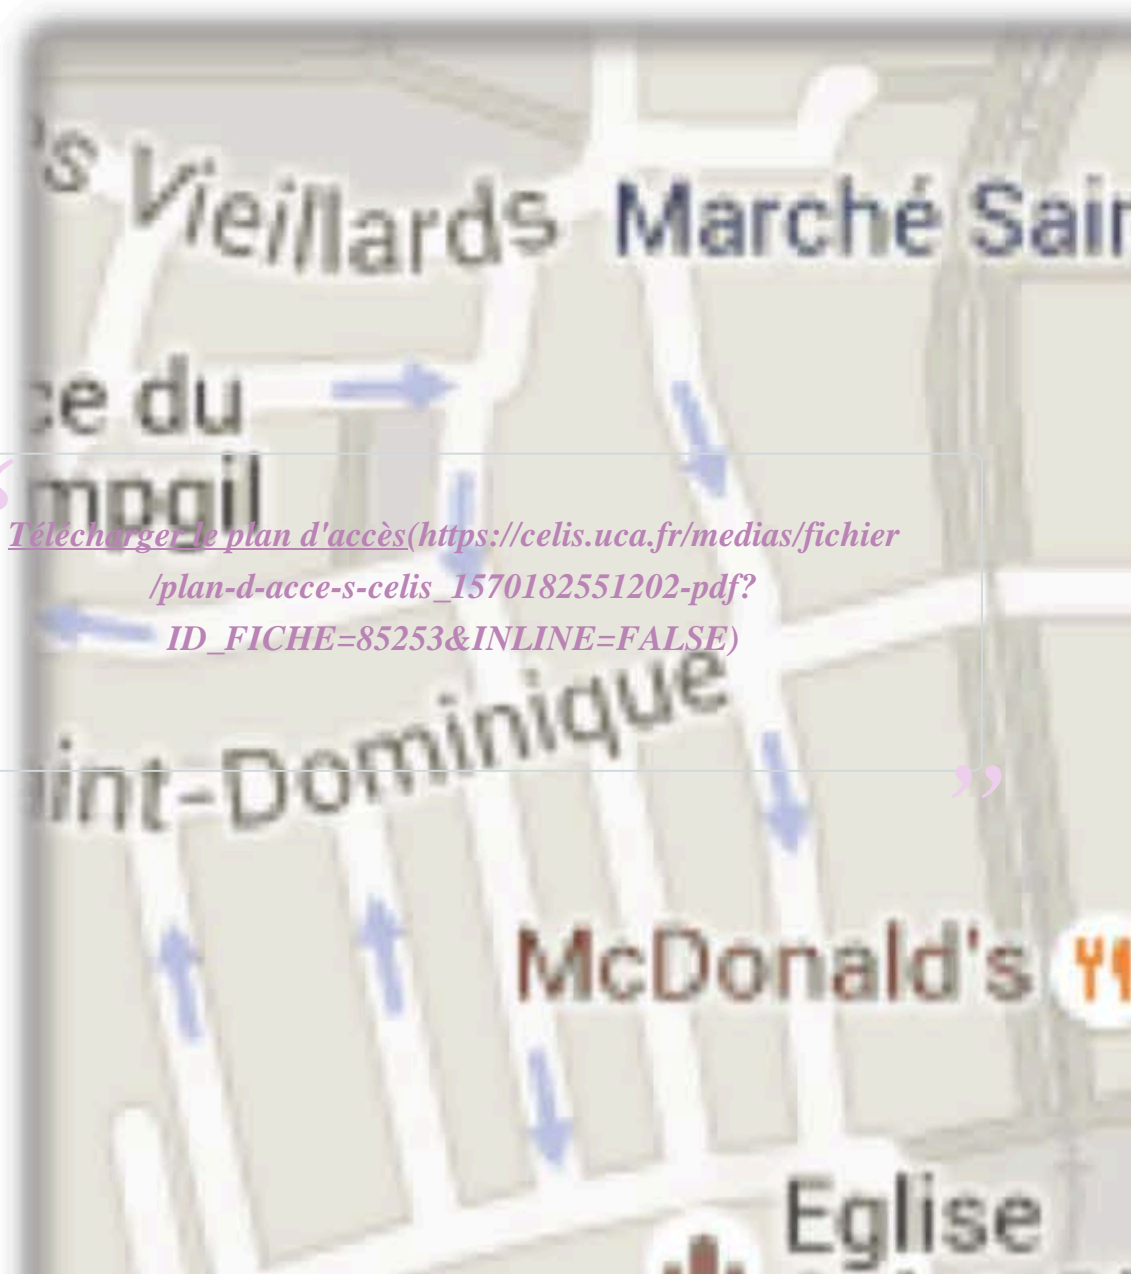 's Vieillards
Marché Sain
ce du
mpgil
Télécharger le plan d'accès(https://celis.uca.fr/medias/fichier
/plan-d-acce-s-celis_1570182551202-pdf?
ID_FICHE=85253&INLINE=FALSE)
aint-Dominique
McDonald's
Eglise